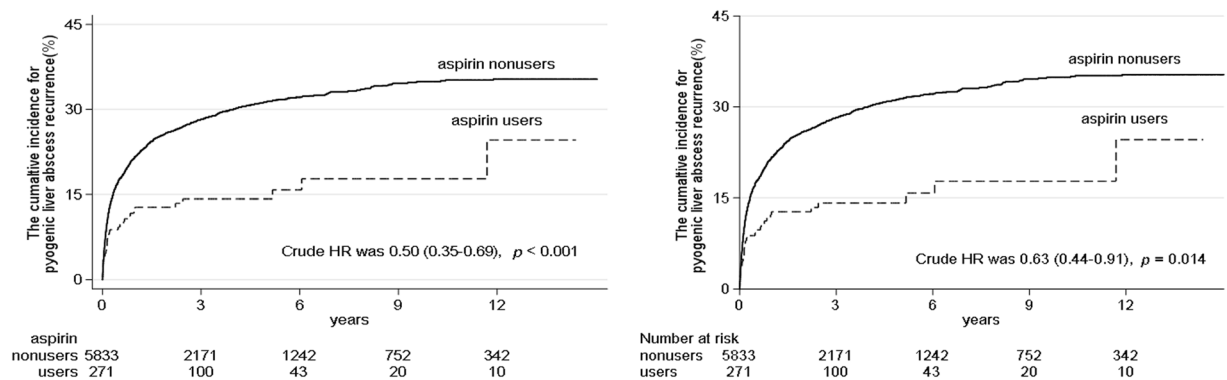 The cumaltive incidence for
pyogenic liver abscess recurrence(%)
45
30
15
0
aspirin nonusers
aspirin users
Crude HR was 0.50 (0.35-0.69), p < 0.001
0 3 6 9 12
years
aspirin
nonusers 5833 2171 1242 752 342
users 271 100 43 20 10
The cumaltive incidence for
pyogenic liver abscess recurrence(%)
45
30
15
0
aspirin nonusers
aspirin users
Crude HR was 0.63 (0.44-0.91), p = 0.014
0 3 6 9 12
years
Number at risk
nonusers 5833 2171 1242 752 342
users 271 100 43 20 10